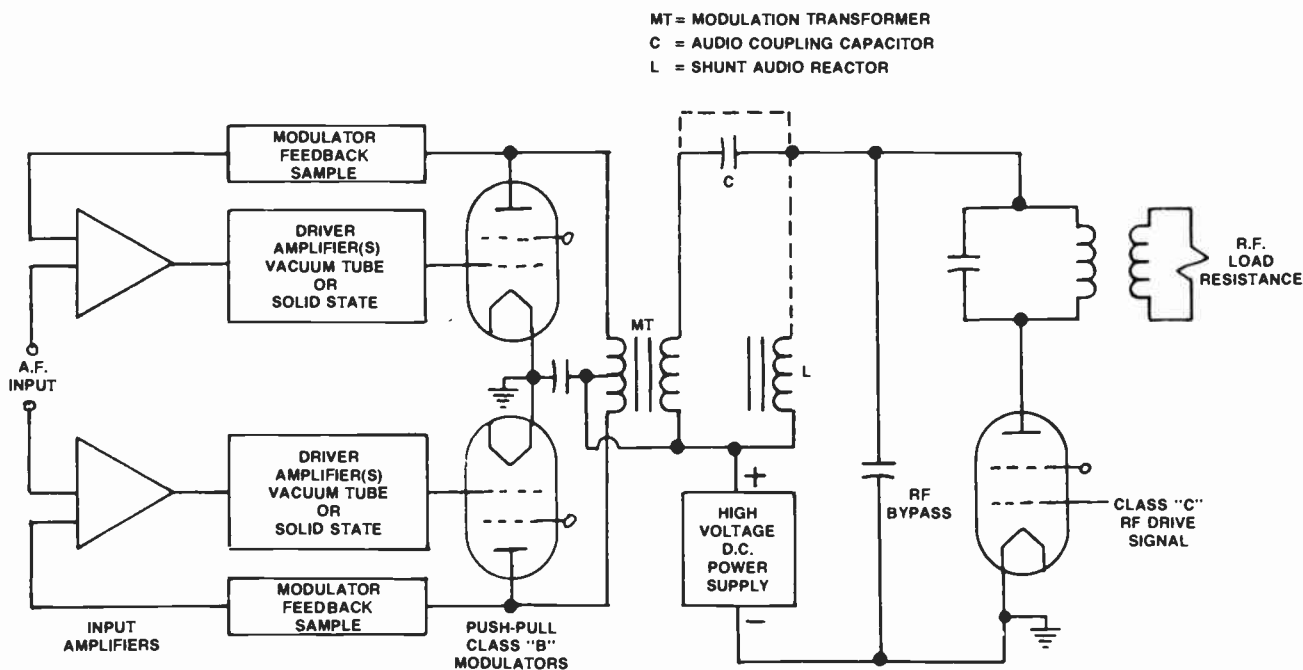 MT = MODULATION TRANSFORMER
C = AUDIO COUPLING CAPACITOR
L = SHUNT AUDIO REACTOR
MODULATOR
FEEDBACK
SAMPLE
DRIVER
AMPLIFIER(S)
VACUUM TUBE
OR
SOLID STATE
A.F.
INPUT
DRIVER
AMPLIFIER(S)
VACUUM TUBE
OR
SOLID STATE
MODULATOR
FEEDBACK
SAMPLE
INPUT
AMPLIFIERS
PUSH-PULL
CLASS "B"
MODULATORS
MT
C
L
+
HIGH
VOLTAGE
D.C.
POWER
SUPPLY
−
RF
BYPASS
R.F.
LOAD
RESISTANCE
CLASS "C"
RF DRIVE
SIGNAL